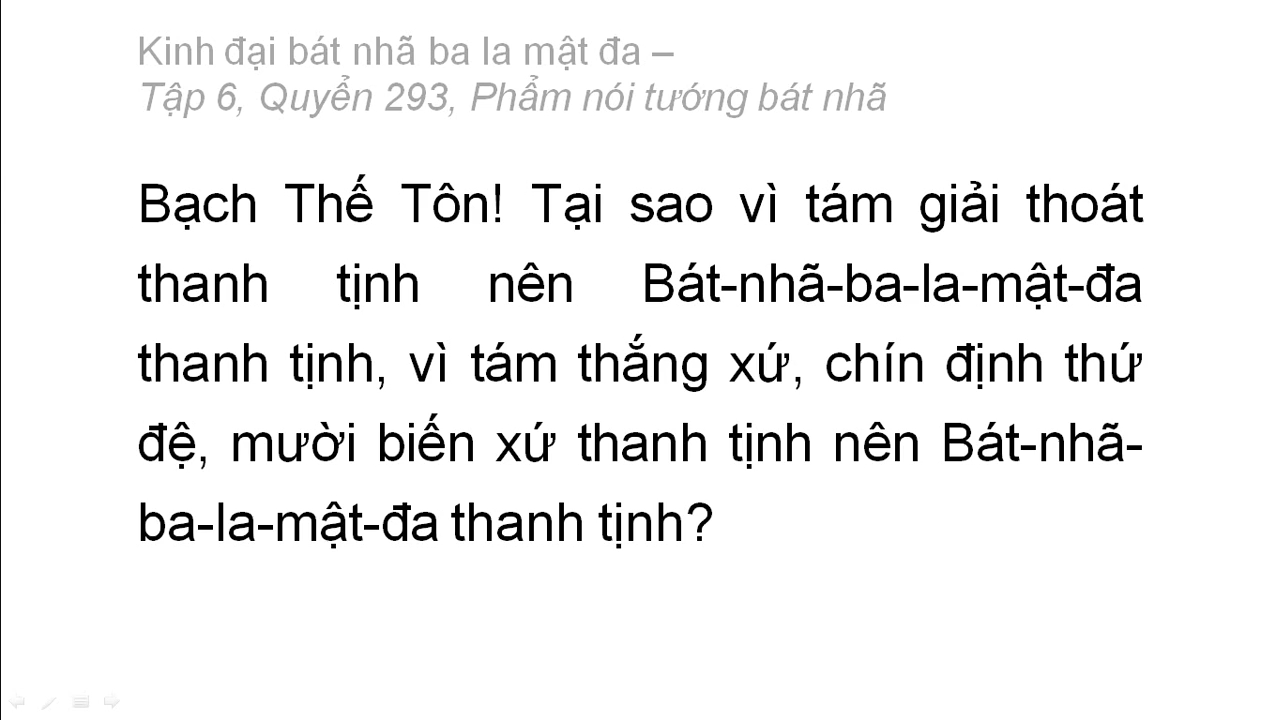 Kinh đại bát nhã ba la mật đa –
Tập 6, Quyển 293, Phẩm nói tướng bát nhã
Bạch Thế Tôn! Tại sao vì tám giải thoát
thanh tịnh nên Bát-nhã-ba-la-mật-đa
thanh tịnh, vì tám thắng xứ, chín định thứ
đệ, mười biến xứ thanh tịnh nên Bát-nhã-
ba-la-mật-đa thanh tịnh?